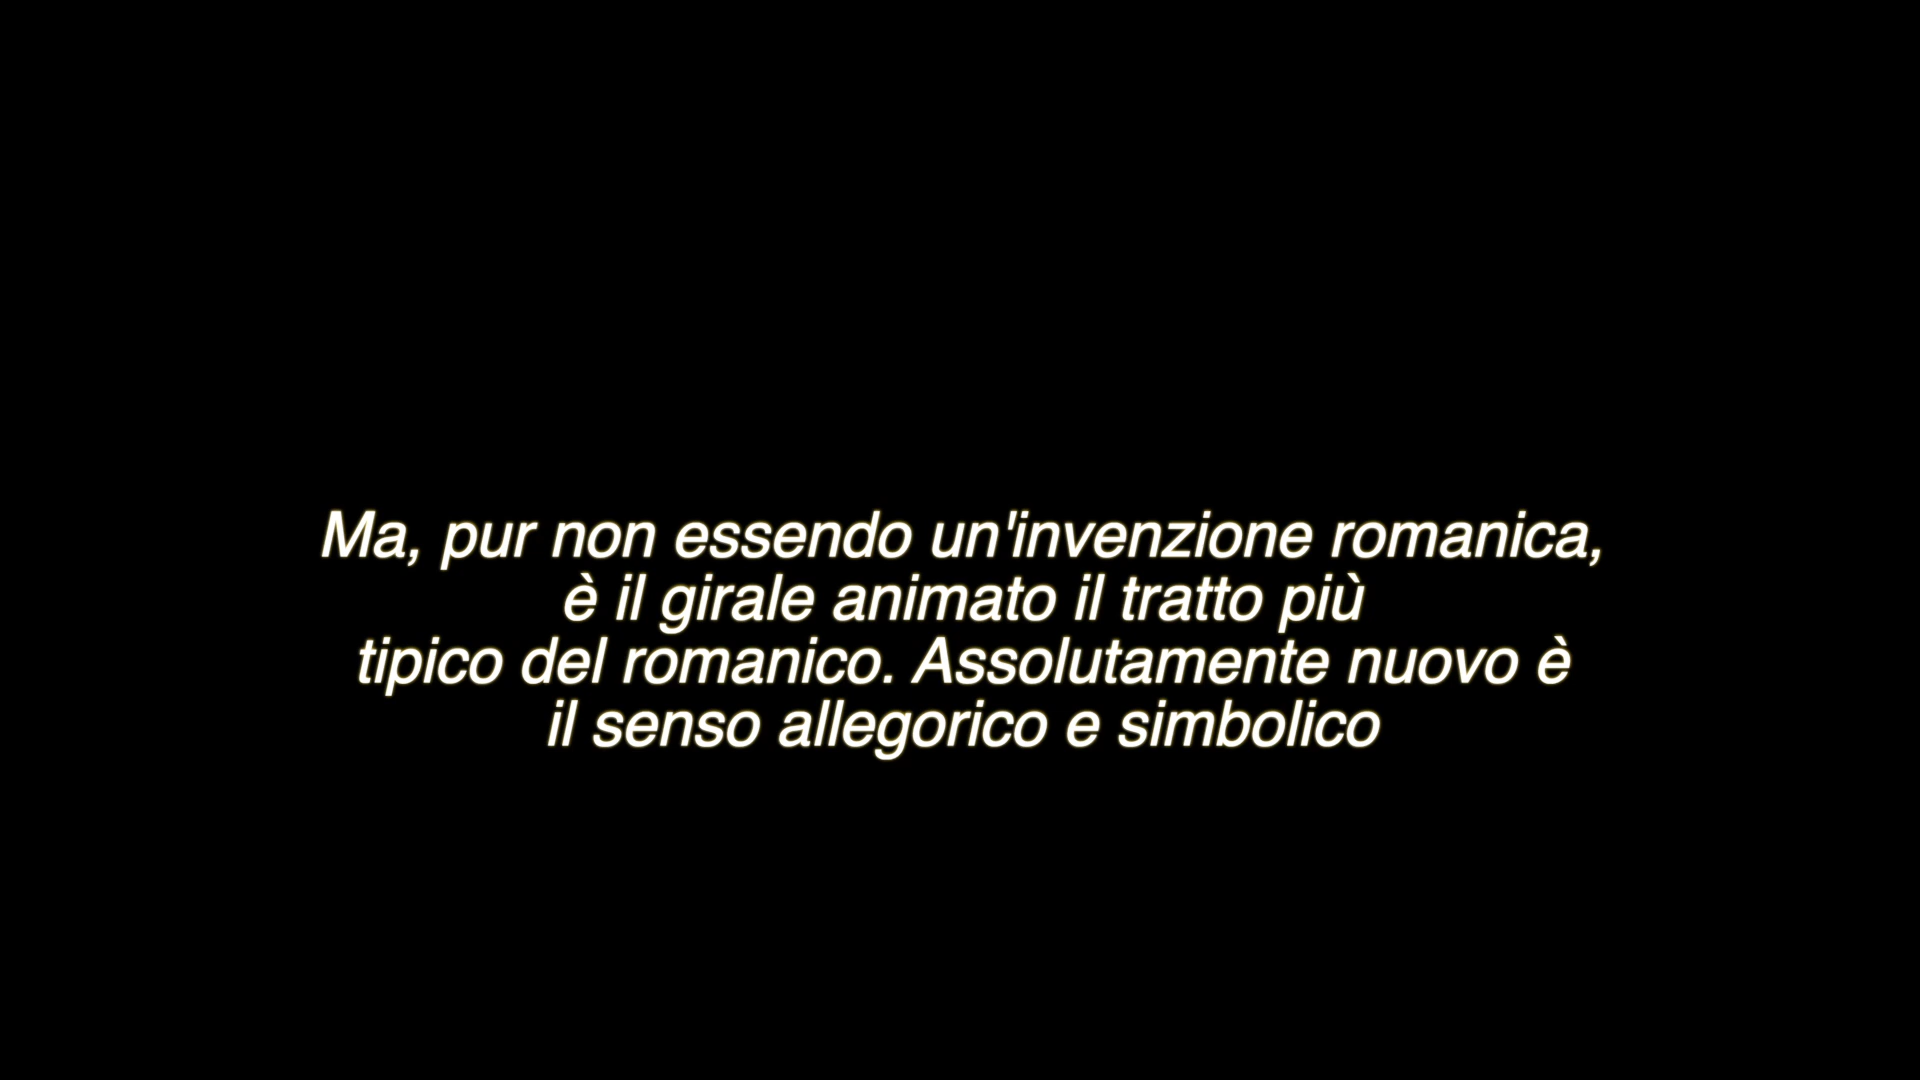 Ma, pur non essendo un'invenzione romanica,
è il girale animato il tratto più
tipico del romanico. Assolutamente nuovo è
il senso allegorico e simbolico